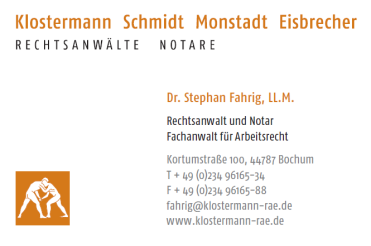 Klostermann Schmidt Monstadt Eisbrecher
RECHTSANWÄLTE NOTARE
Dr. Stephan Fahrig, LL.M.
Rechtsanwalt und Notar
Fachanwalt für Arbeitsrecht
Kortumstraße 100, 44787 Bochum
T + 49 (0)234 96165-34
F + 49 (0)234 96165-88
fahrig@klostermann-rae.de
www.klostermann-rae.de